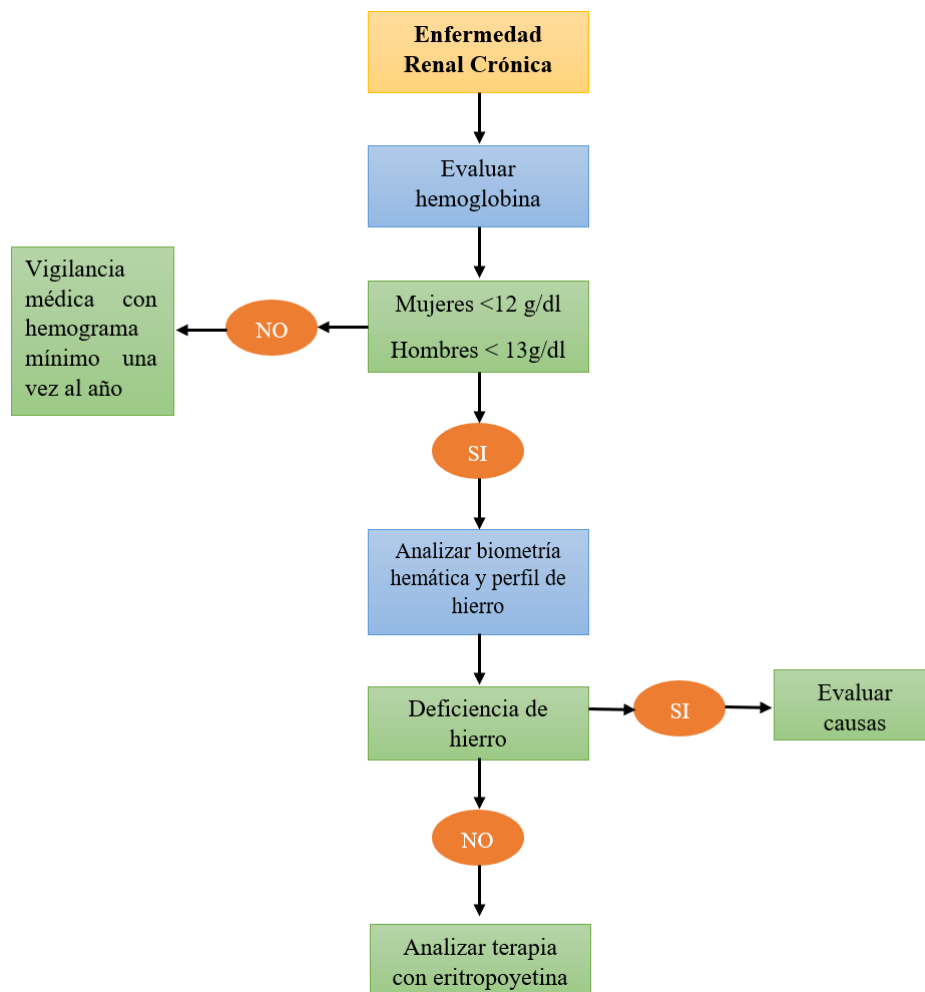 Enfermedad
Renal Crónica
Evaluar
hemoglobina
Mujeres <12 g/dl
Hombres < 13g/dl
NO
Vigilancia
médica con
hemograma
mínimo una
vez al año
SI
Analizar biometría
hemática y perfil de
hierro
Deficiencia de
hierro
SI
Evaluar
causas
NO
Analizar terapia
con eritropoyetina